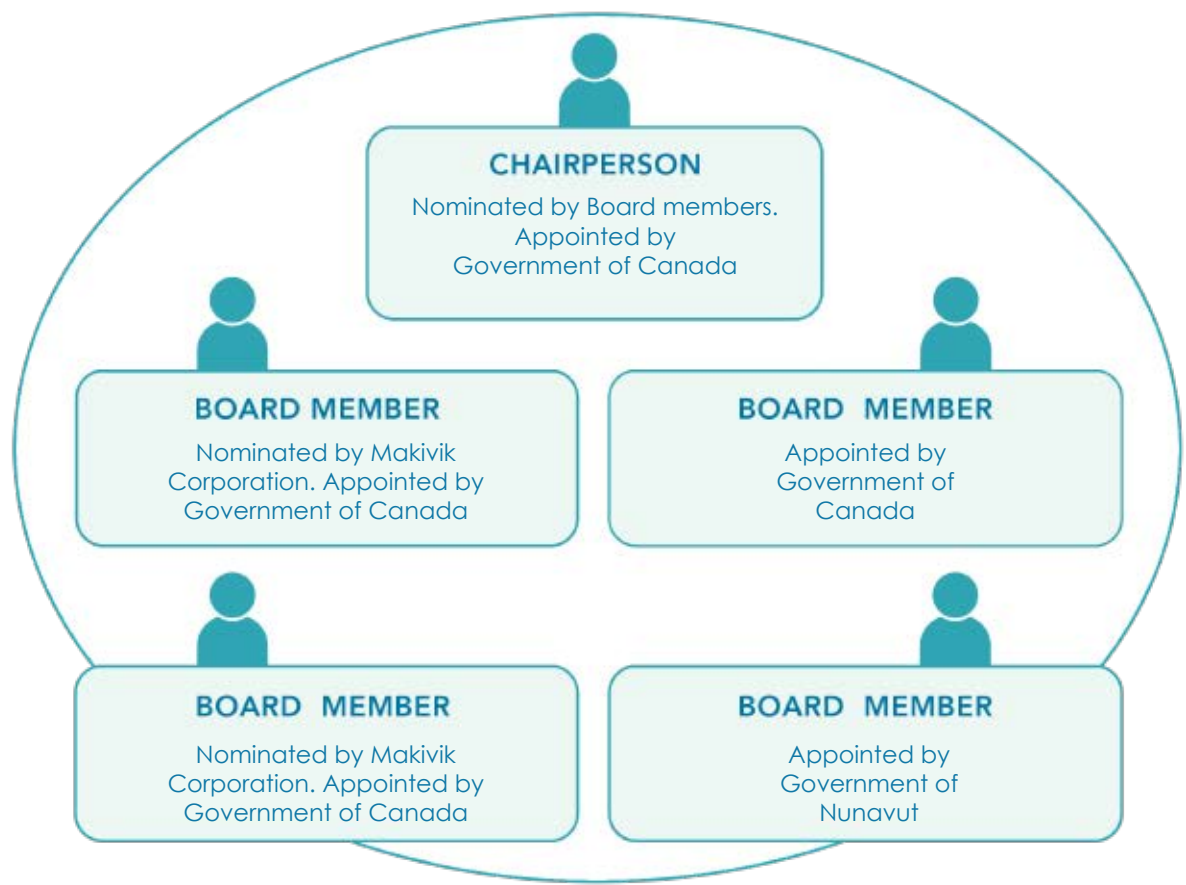 CHAIRPERSON
Nominated by Board members.
Appointed by
Government of Canada
BOARD MEMBER
Nominated by Makivik
Corporation. Appointed by
Government of Canada
BOARD MEMBER
Appointed by
Government of
Canada
BOARD MEMBER
Nominated by Makivik
Corporation. Appointed by
Government of Canada
BOARD MEMBER
Appointed by
Government of
Nunavut